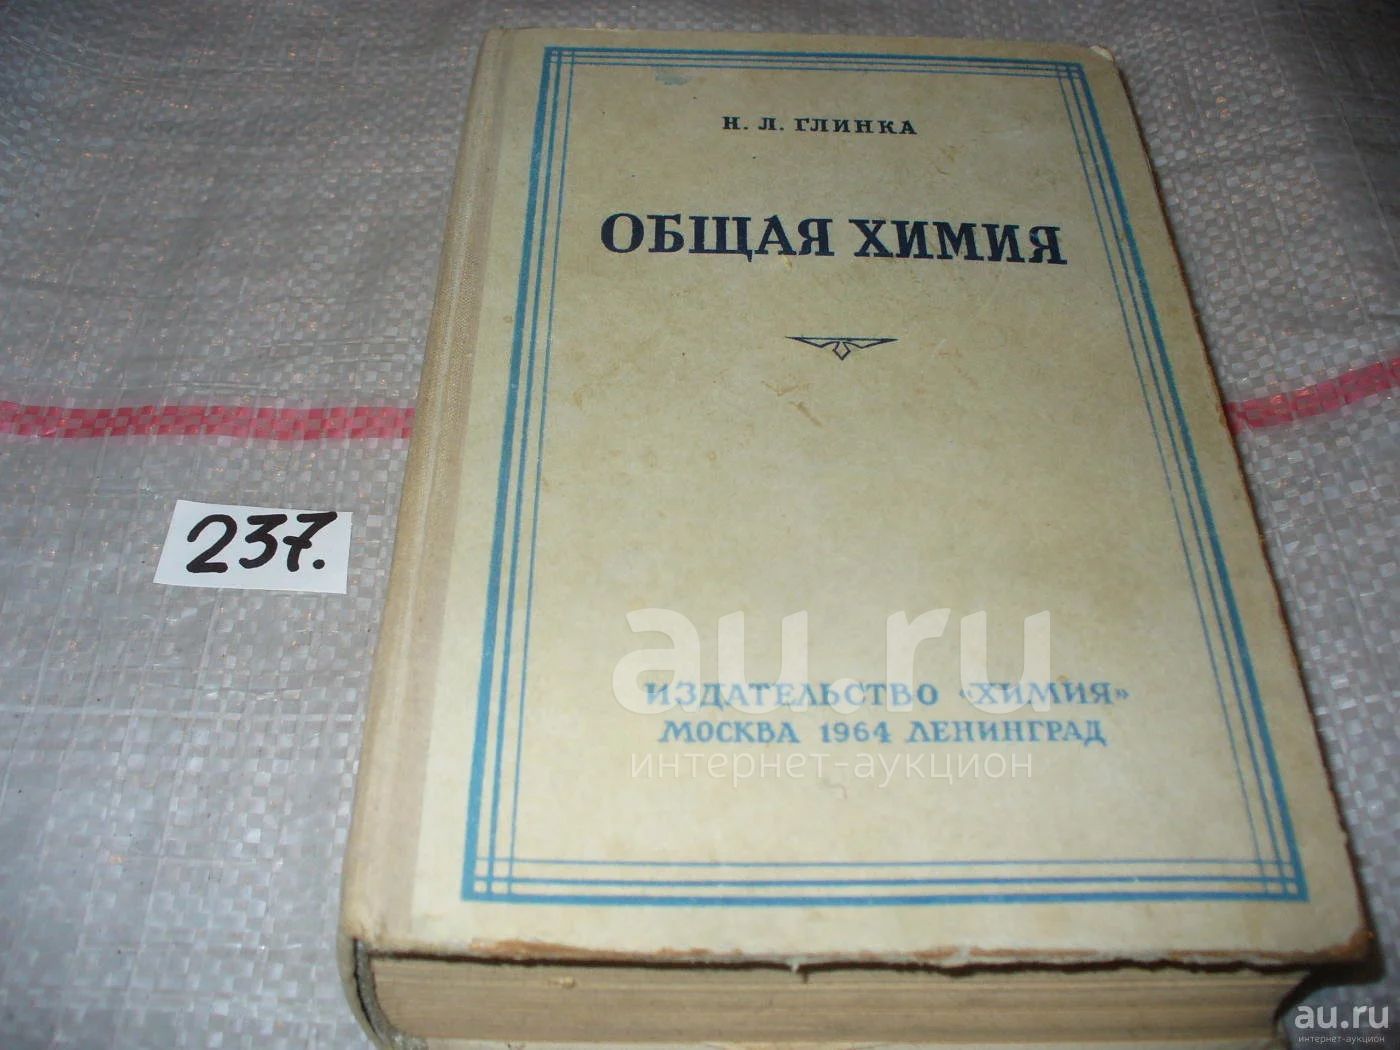 Н. Л. ГЛИНКА
ОБЩАЯ ХИМИЯ
237.
au.ru
ИЗДАТЕЛЬСТВО «ХИМИЯ»
МОСКВА 1964 ЛЕНИНГРАД
интернет-аукцион
au.ru
интернет-аукцион